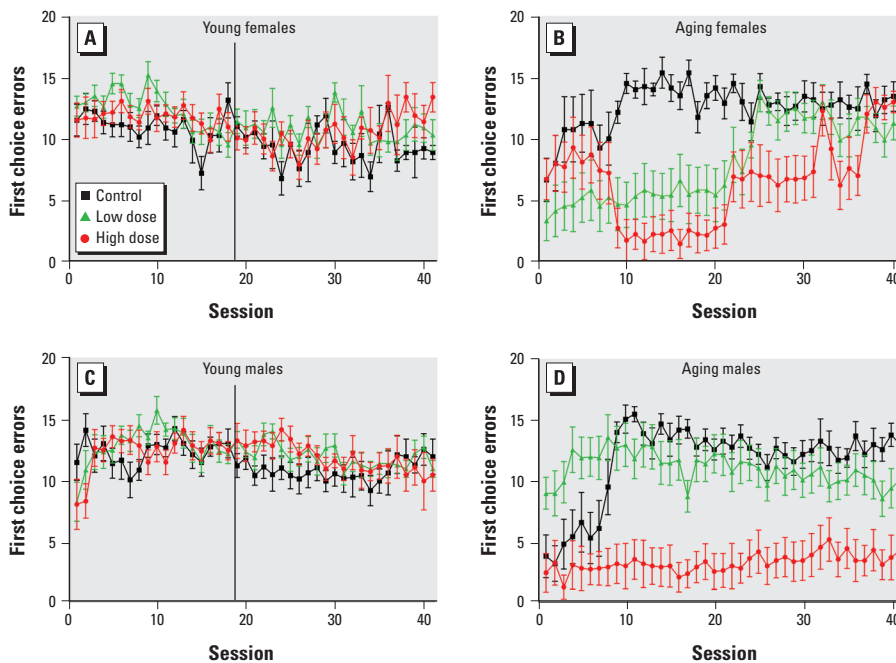 A
Young females
First choice errors
20
15
10
5
0
Control
Low dose
High dose
0 10 20 30 40
Session
B
Aging females
First choice errors
20
15
10
5
0
0 10 20 30 40
Session
C
Young males
First choice errors
20
15
10
5
0
0 10 20 30 40
Session
D
Aging males
First choice errors
20
15
10
5
0
0 10 20 30 40
Session